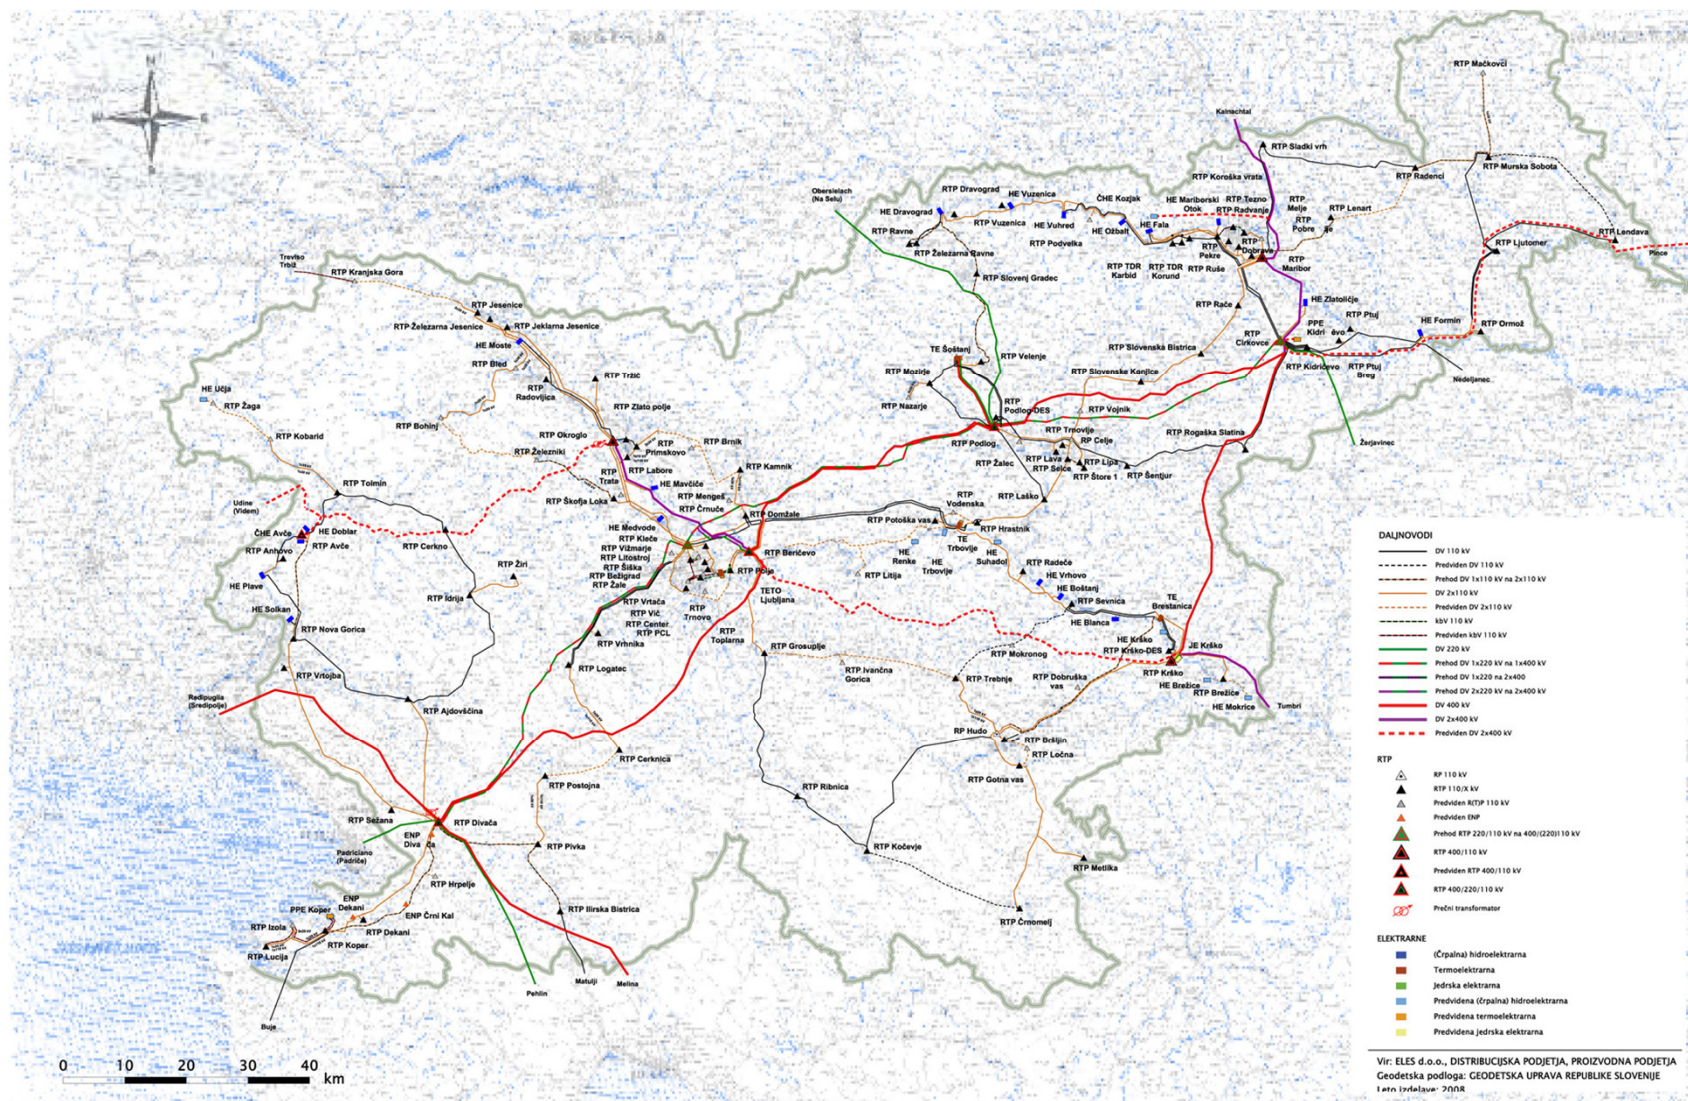 Kainachtal
RTP Mačkovci
RTP Sladki vrh
RTP Murska Sobota
RTP Radenci
RTP Koroška vrata
Obersielach
(Na Selu)
RTP Dravograd
HE Vuzenica
ČHE Kozjak
HE Mariborski
Otok
RTP Tezno
RTP Radvanje
RTP
Melje
RTP
Pobre
je
RTP Lenart
HE Dravograd
RTP Vuzenica
HE Vuhred
HE Ožbalt
HE Fala
RTP Podvelka
RTP Ravne
RTP Železarna Ravne
RTP
Pekre
RTP
Dobrava
RTP Ljutomer
RTP Lendava
Pince
RTP TDR
Karbid
RTP TDR
Korund
RTP Ruše
RTP
Maribor
Treviso
Trbiž
RTP Kranjska Gora
RTP Slovenj Gradec
RTP Jesenice
RTP Železarna Jesenice
RTP Jeklarna Jesenice
HE Moste
RTP Rače
HE Zlatoličje
PPE
Kidri
čevo
RTP Ptuj
HE Formin
RTP Ormož
RTP
Cirkovce
RTP Kidričevo
RTP Ptuj
Breg
Nedeljanec
RTP Bled
RTP
Radovljica
RTP Tržič
TE Šoštanj
RTP Velenje
RTP Slovenska Bistrica
RTP Slovenske Konjice
RTP Mozirje
RTP Nazarje
HE Učja
RTP Žaga
RTP Kobarid
RTP Bohinj
RTP Zlato polje
RTP Okroglo
RTP
Primskovo
RTP Brnik
RTP
Podlog-DES
RTP Vojnik
RTP Podlog
RTP Trnovlje
RP Celje
RTP Rogaška Slatina
Žerjavinec
RTP Železniki
RTP Labore
RTP
Trata
RTP Kamnik
RTP Žalec
RTP Lava
RTP Selce
RTP Lipa
RTP Štore 1
RTP Šentjur
RTP Tolmin
RTP Škofja Loka
HE Mavčiče
RTP Mengeš
RTP Črnuče
RTP Domžale
RTP
Vodenska
RTP Laško
Udine
(Videm)
ČHE Avče
HE Doblar
RTP Avče
RTP Anhovo
HE Plave
HE Solkan
RTP Cerkno
RTP Žiri
RTP Idrija
HE Medvode
RTP Kleče
RTP Vižmarje
RTP Litostroj
RTP Šiška
RTP Bežigrad
RTP Žale
RTP Beričevo
RTP Polje
TETO
Ljubljana
RTP Potoška vas
RTP Hrastnik
TE
Trbovlje
HE
Renke
HE
Trbovlje
HE
Suhadol
RTP Litija
RTP Radeče
HE Vrhovo
HE Boštanj
RTP Sevnica
HE Blanca
TE
Brestanica
RTP Vrtača
RTP Vič
RTP Center
RTP PCL
RTP
Trnovo
RTP
Toplarna
RTP Vrhnika
RTP Logatec
RTP Nova Gorica
RTP Vrtojba
RTP Grosuplje
RTP Ivančna
Gorica
RTP Mokronog
HE Krško
RTP Krško-DES
JE Krško
RTP Krško
HE Brežice
RTP Brežice
HE Mokrice
Tumbri
RTP Trebnje
RTP Dobruška
vas
Redipuglia
(Sredipolje)
RTP Ajdovščina
RP Hudo
RTP Bršljin
RTP Ločna
RTP Gotna vas
RTP Cerknica
RTP Postojna
RTP Ribnica
RTP Sežana
RTP Divača
ENP
Diva
ča
Padriciano
(Padriče)
RTP Pivka
RTP Kočevje
RTP Metlika
RTP Hrpelje
RTP Črnomelj
ENP
Dekani
PPE Koper
ENP Črni Kal
RTP Ilirska Bistrica
RTP Izola
RTP Dekani
RTP Koper
RTP Lucija
Buje
Pehlin
Matulji
Melina
0 10 20 30 40 km
DALJNOVODI
DV 110 kV
Predviden DV 110 kV
Prehod DV 1x110 kV na 2x110 kV
DV 2x110 kV
Predviden DV 2x110 kV
kbV 110 kV
Predviden kbV 110 kV
DV 220 kV
Prehod DV 1x220 kV na 1x400 kV
Prehod DV 1x220 na 2x400
Prehod DV 2x220 kV na 2x400 kV
DV 400 kV
DV 2x400 kV
Predviden DV 2x400 kV
RTP
RP 110 kV
RTP 110/X kV
Predviden R(T)P 110 kV
Predviden ENP
Prehod RTP 220/110 kV na 400/(220)110 kV
RTP 400/110 kV
Predviden RTP 400/110 kV
RTP 400/220/110 kV
Prečni transformator
ELEKTRARNE
(Črpalna) hidroelektrarna
Termoelektrarna
Jedrska elektrarna
Predvidena (črpalna) hidroelektrarna
Predvidena termoelektrarna
Predvidena jedrska elektrarna
Vir: ELES d.o.o., DISTRIBUCIJSKA PODJETJA, PROIZVODNA PODJETJA
Geodetska podloga: GEODETSKA UPRAVA REPUBLIKE SLOVENIJE
Leto izdelave: 2008